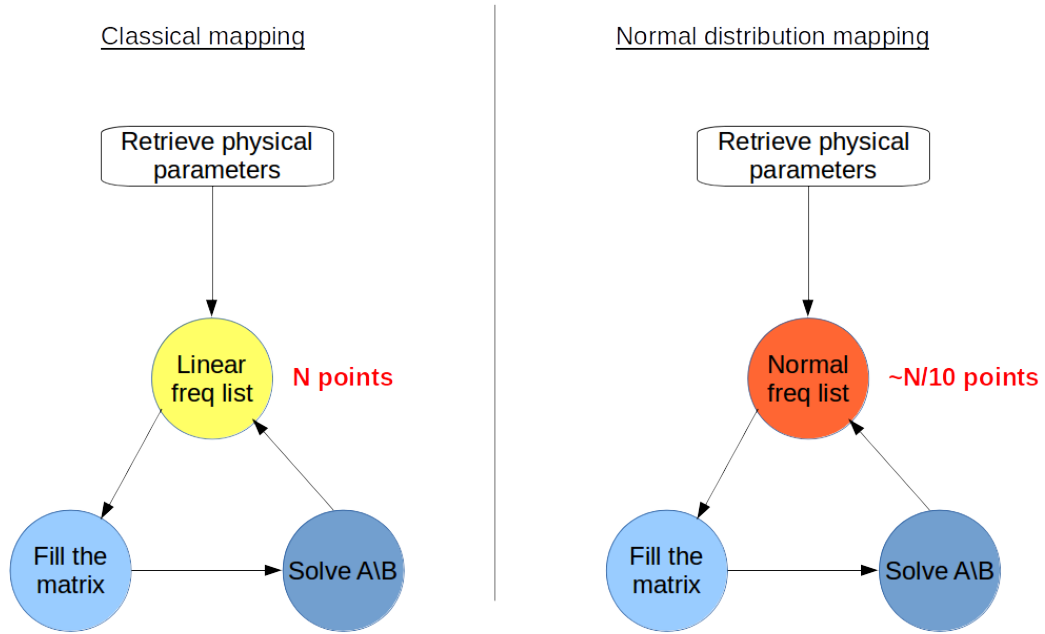 Classical mapping
Retrieve physical
parameters
Linear
freq list
N points
Fill the
matrix
Solve A\B
Normal distribution mapping
Retrieve physical
parameters
Normal
freq list
~N/10 points
Fill the
matrix
Solve A\B